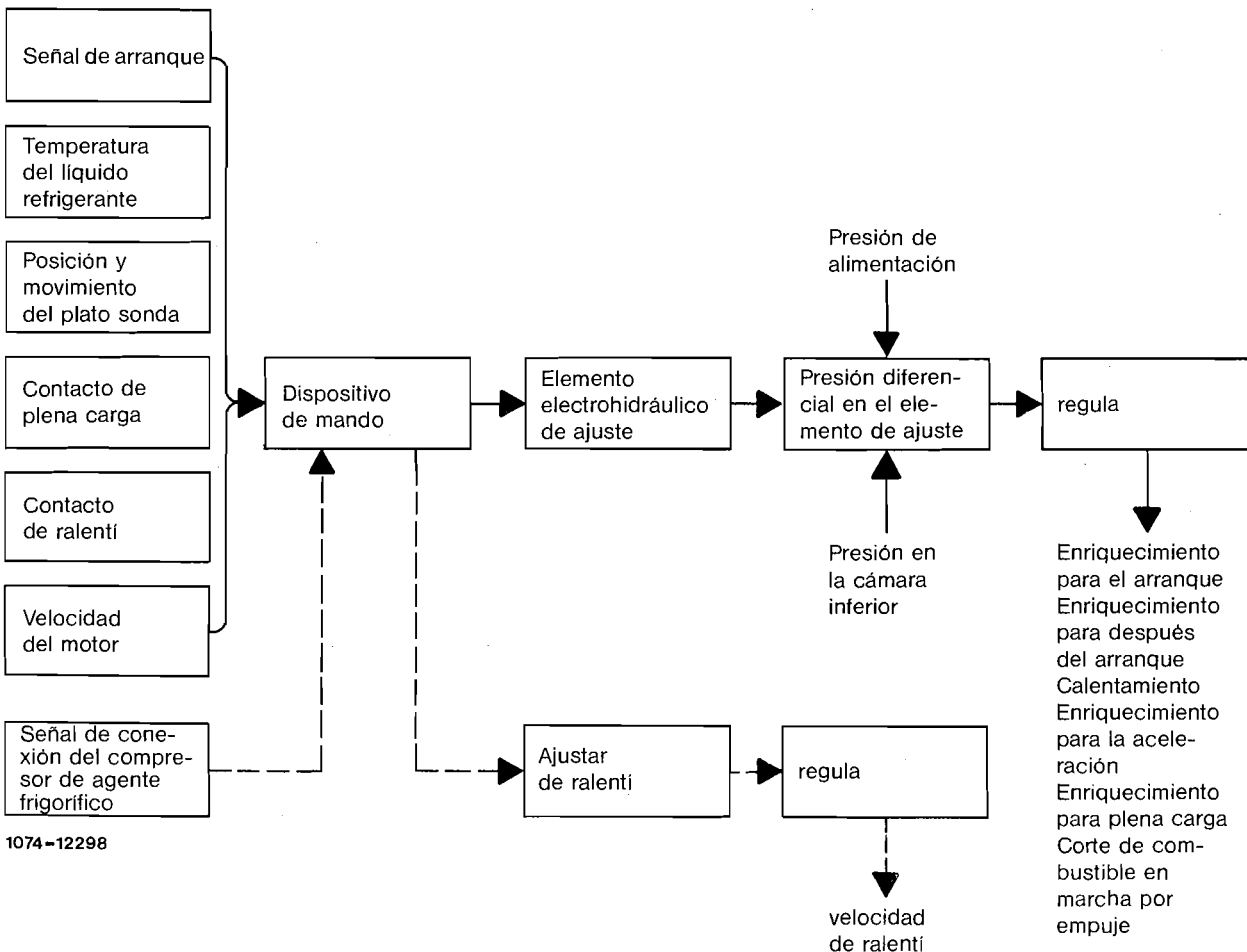 Señal de arranque
Temperatura
del líquido
refrigerante
Posición y
movimiento
del plato sonda
Contacto de
plena carga
Contacto
de ralentí
Velocidad
del motor
Señal de cone-
xión del compre-
sor de agente
frigorífico
1074-12298
Dispositivo
de mando
Elemento
electrohidráulico
de ajuste
Presión de
alimentación
Presión diferen-
cial en el ele-
mento de ajuste
Presión en
la cámara
inferior
regula
Enriquecimiento
para el arranque
Enriquecimiento
para después
del arranque
Calentamiento
Enriquecimiento
para la acele-
ración
Enriquecimiento
para plena carga
Corte de com-
bustible en
marcha por
empuje
Ajustar
de ralentí
regula
velocidad
de ralentí